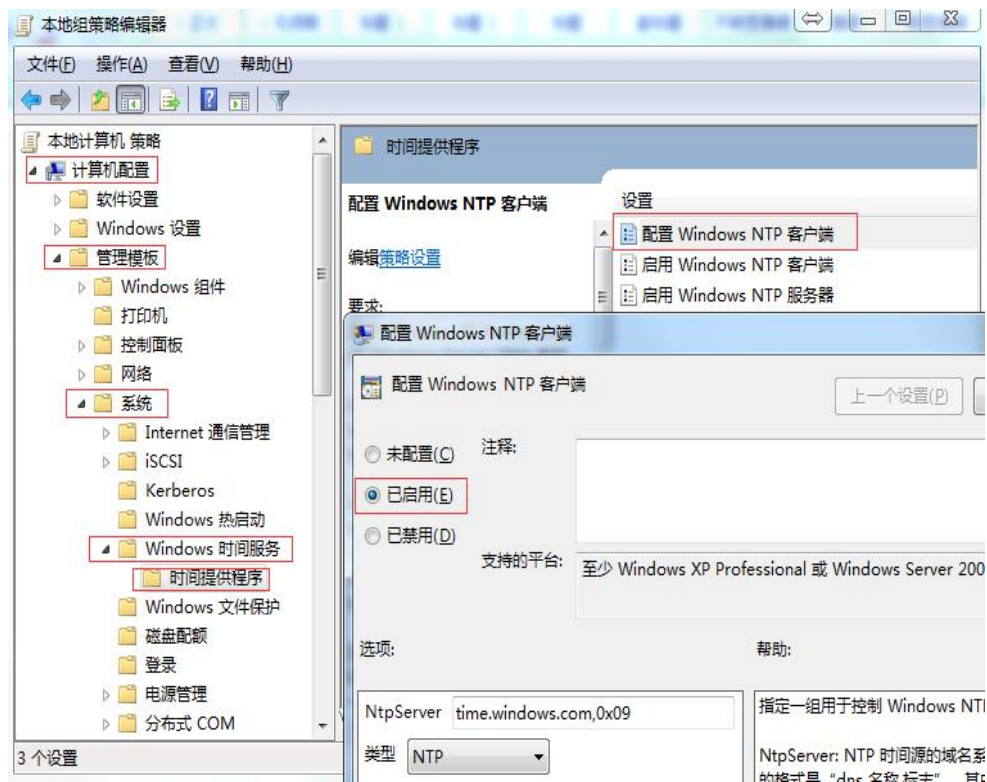 本地组策略编辑器
文件(F) 操作(A) 查看(V) 帮助(H)
本地计算机 策略
计算机配置
软件设置
Windows 设置
管理模板
Windows 组件
打印机
控制面板
网络
系统
Internet 通信管理
iSCSI
Kerberos
Windows 热启动
Windows 时间服务
时间提供程序
Windows 文件保护
磁盘配额
登录
电源管理
分布式 COM
3 个设置
时间提供程序
配置 Windows NTP 客户端
编辑策略设置
要求:
设置
配置 Windows NTP 客户端
启用 Windows NTP 客户端
启用 Windows NTP 服务器
配置 Windows NTP 客户端
配置 Windows NTP 客户端
上一个设置(P)
未配置(C)
注释:
已启用(E)
已禁用(D)
支持的平台:
至少 Windows XP Professional 或 Windows Server 200
选项:
帮助:
NtpServer time.windows.com,0x09
类型 NTP
指定一组用于控制 Windows NT
NtpServer: NTP 时间源的域名系
的格式是 “dns 名称,标志”。其中